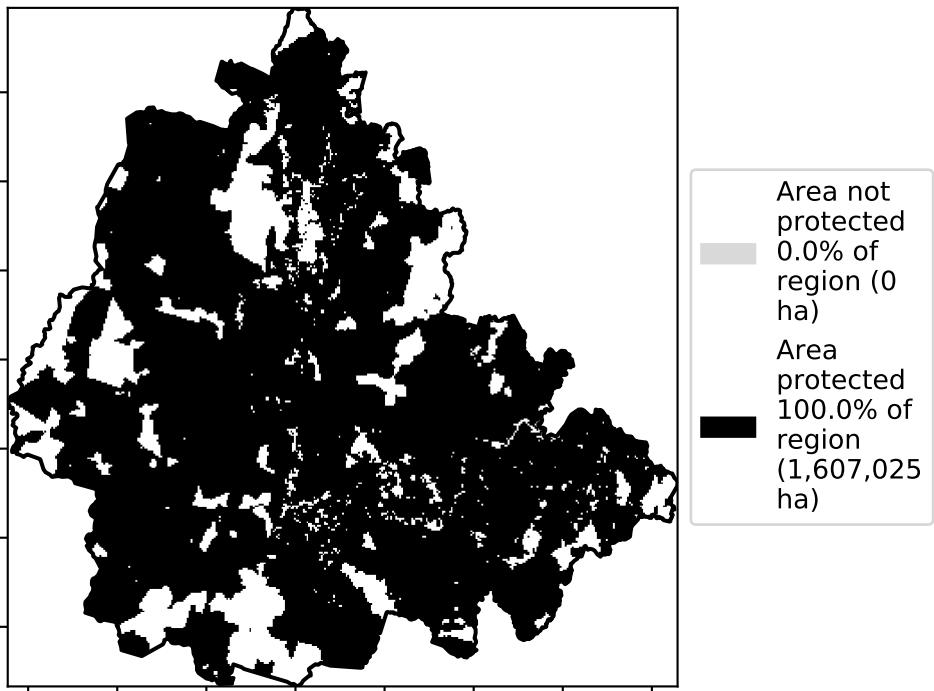 Area not
protected
0.0% of
region (0
ha)
Area
protected
100.0% of
region
(1,607,025
ha)